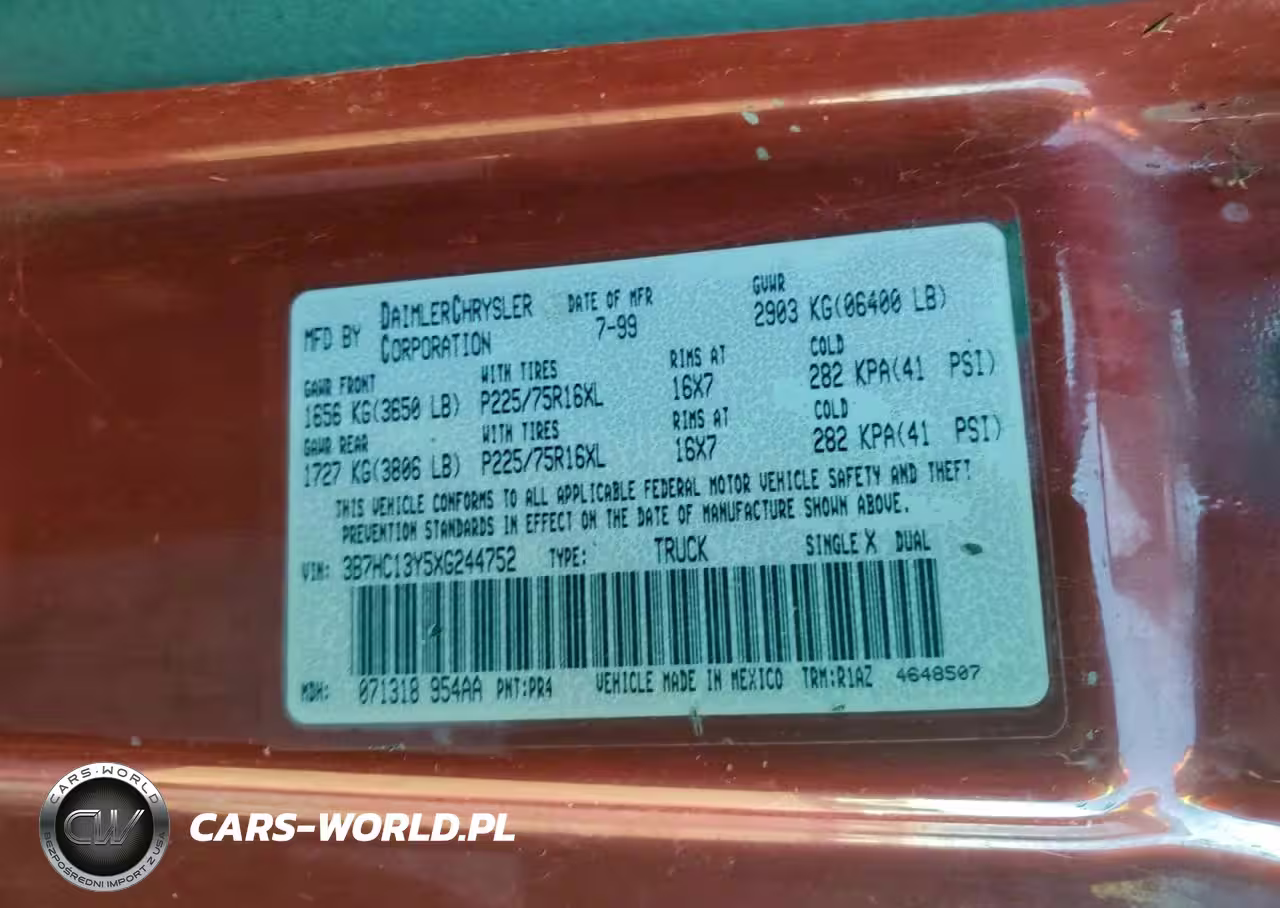 MFD BY DAIMLERCHRYSLER CORPORATION DATE OF MFR 7-99 GVWR 2903 KG(06400 LB)
GAWR FRONT WITH TIRES RIMS AT COLD
1656 KG(3650 LB) P225/75R16XL 16X7 282 KPA(41 PSI)
GAWR REAR WITH TIRES RIMS AT COLD
1727 KG(3806 LB) P225/75R16XL 16X7 282 KPA(41 PSI)
THIS VEHICLE CONFORMS TO ALL APPLICABLE FEDERAL MOTOR VEHICLE SAFETY AND THEFT
PREVENTION STANDARDS IN EFFECT ON THE DATE OF MANUFACTURE SHOWN ABOVE.
VIN: 3B7HC13Y5XG244752 TYPE: TRUCK SINGLE X DUAL
MDH: 071318 954AA PNT:PR4 VEHICLE MADE IN MEXICO TRM:R1AZ 4648507
CARS-WORLD
CW
BEZPOŚREDNI IMPORT Z USA
CARS-WORLD.PL